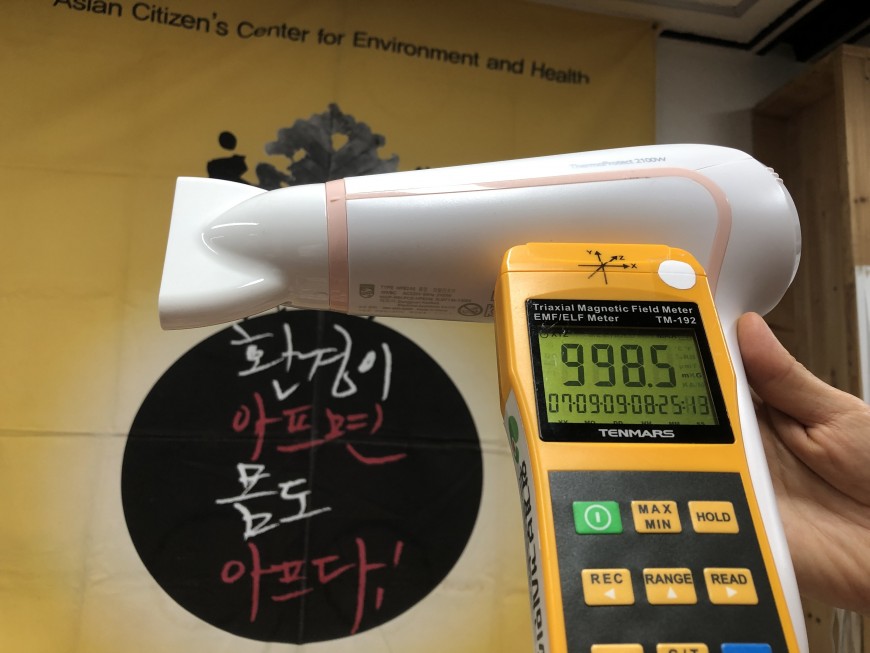 Asian Citizen's Center for Environment and Health
ThermoProtect 2100W
Y
Z
X
Triaxial Magnetic Field Meter
EMF/ELF Meter TM-192
998.5
07-09-09-08-25-13
TENMARS
환경이
아프면
몸도
아프다!
MAX
MIN
HOLD
REC
RANGE
READ